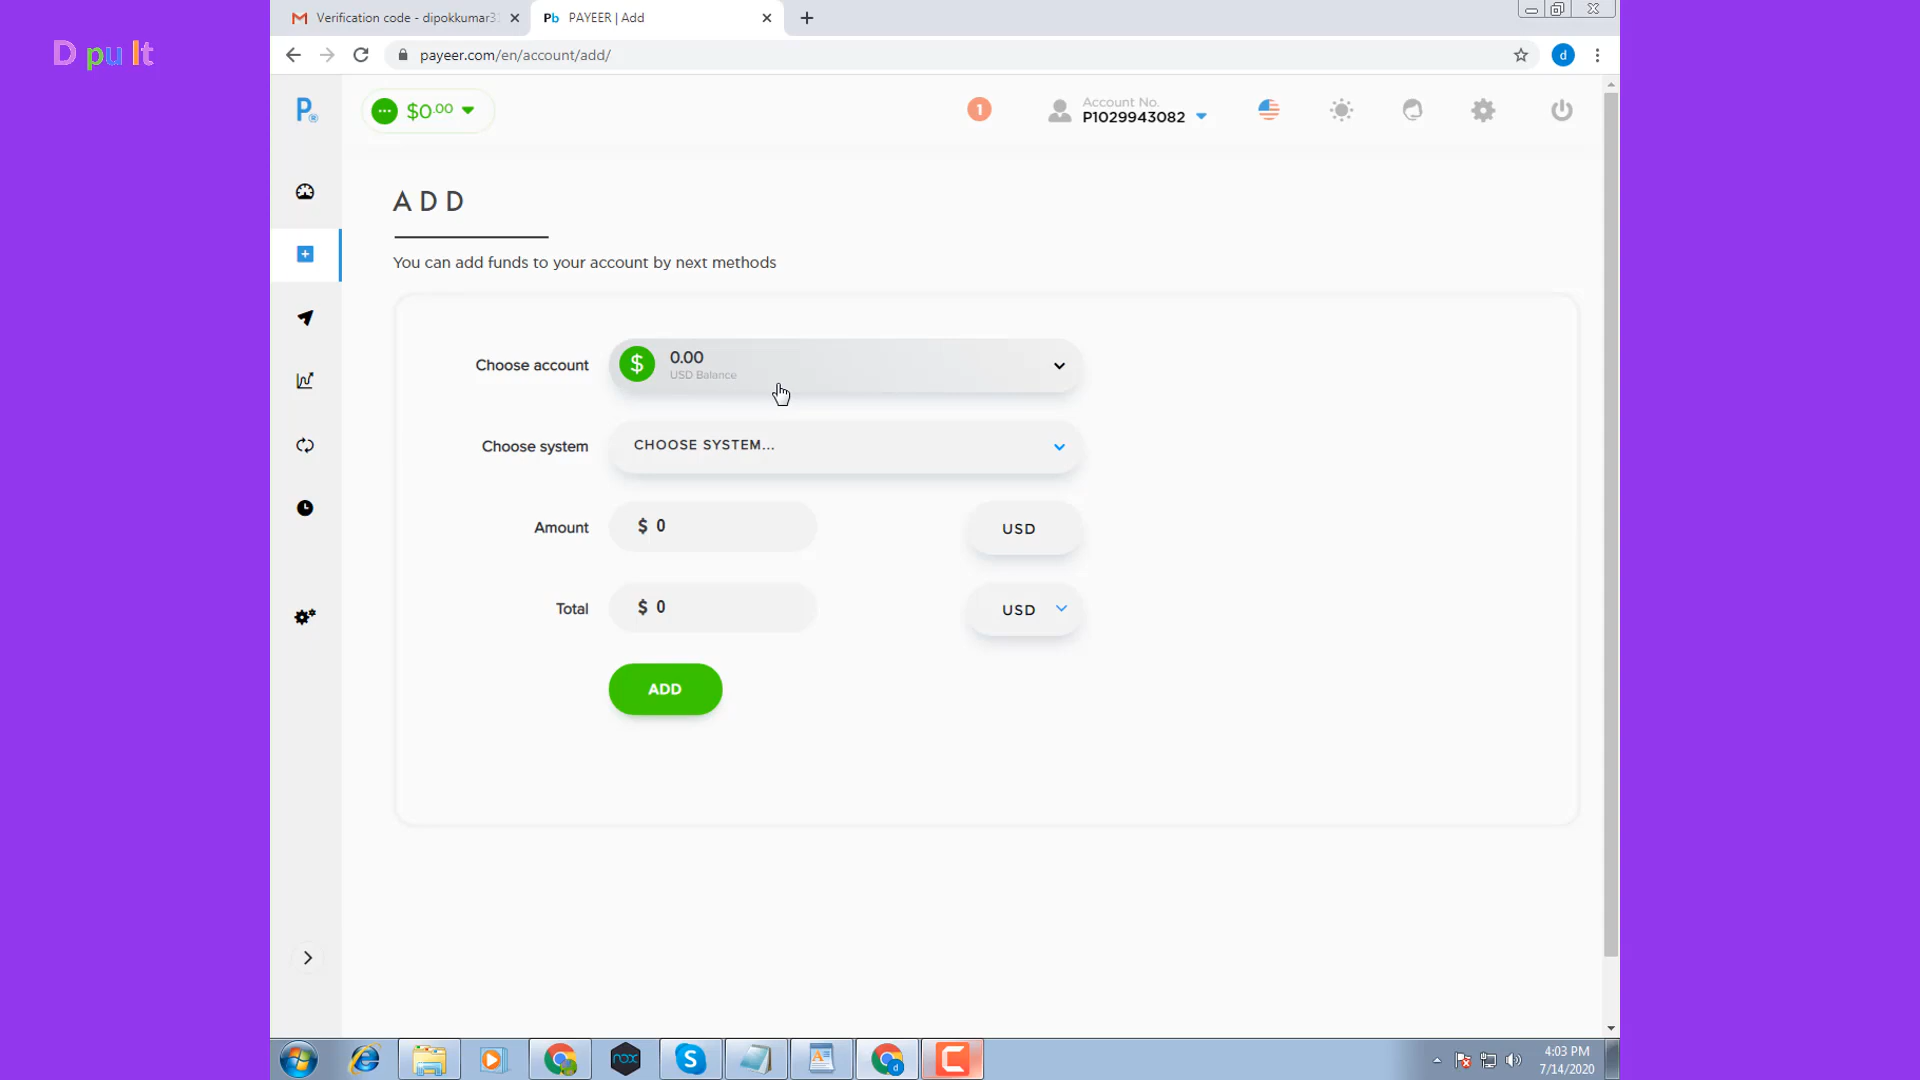 D pu It
Verification code - dipokkumar3
Pb PAYEER | Add
payeer.com/en/account/add/
d
P
$0.00
1
Account No.
P1029943082
ADD
You can add funds to your account by next methods
Choose account
$
0.00
USD Balance
Choose system
CHOOSE SYSTEM...
Amount
$ 0
USD
Total
$ 0
USD
ADD
nox
S
A
d
C
4:03 PM
7/14/2020